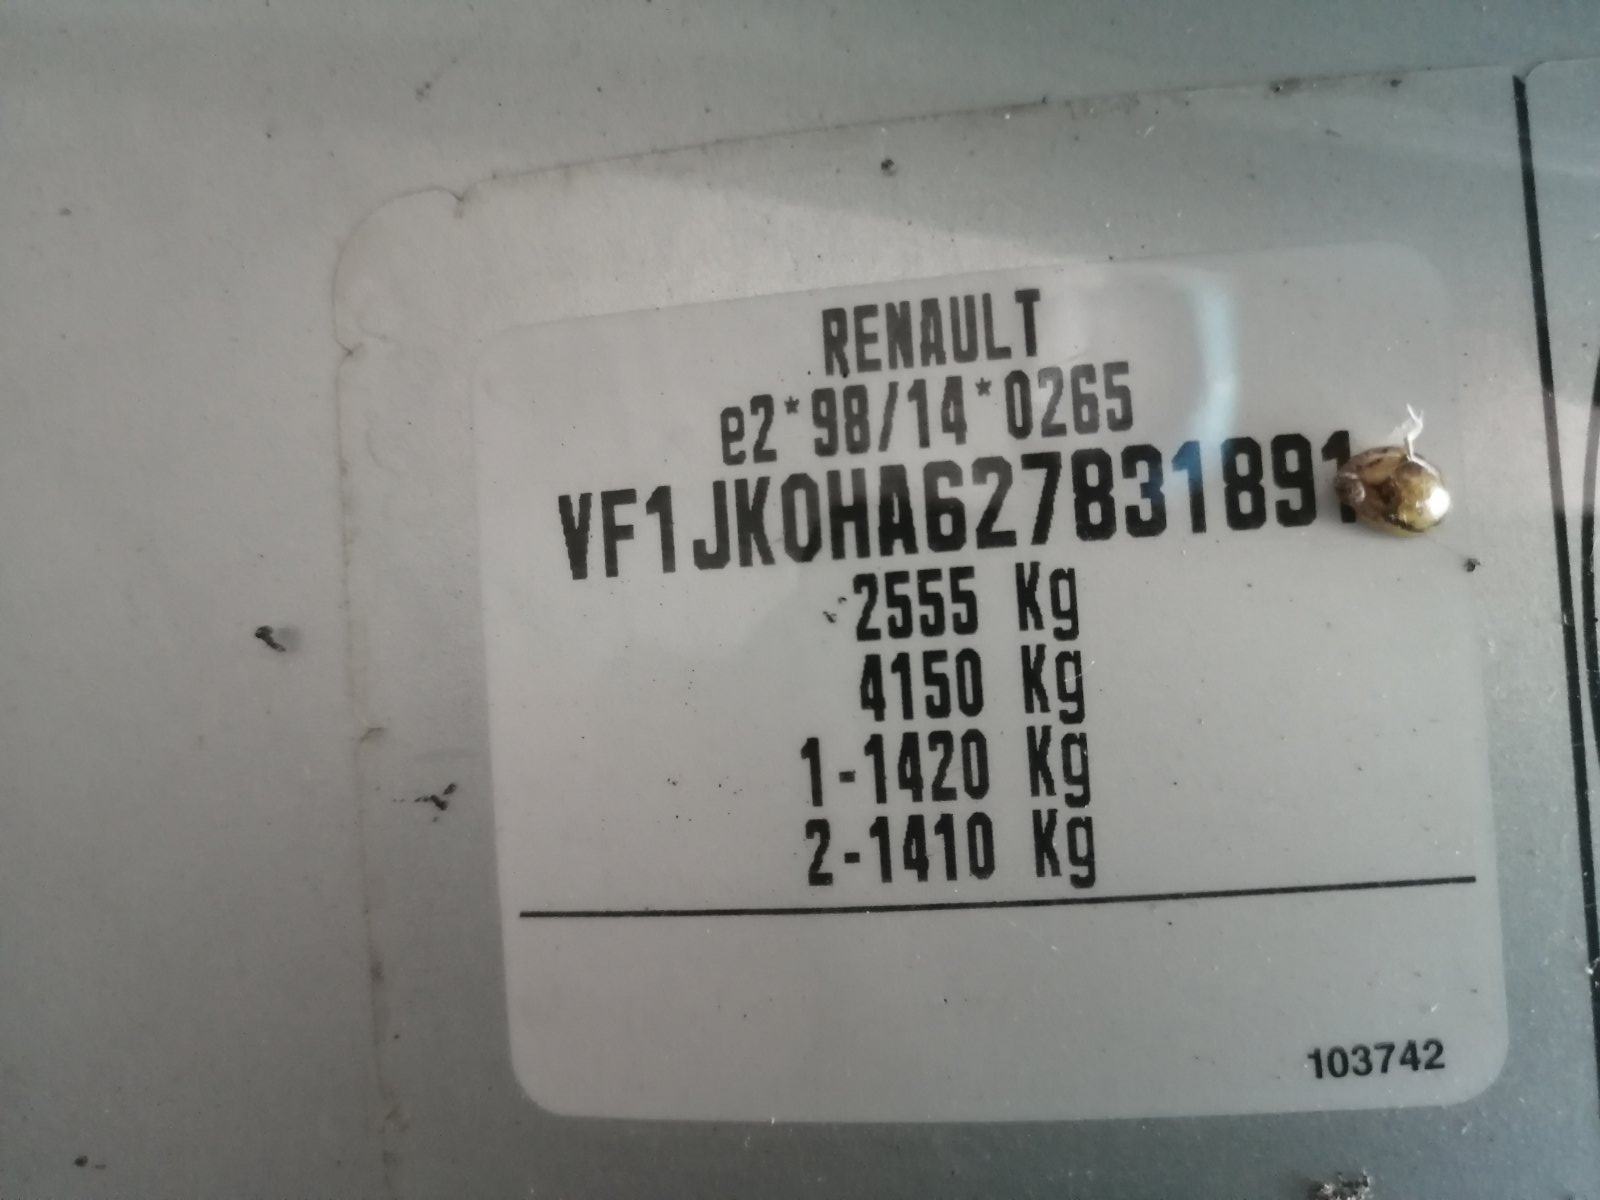 RENAULT
e2*98/14*0265
VF1JK0HA627831891
2555 Kg
4150 Kg
1-1420 Kg
2-1410 Kg
103742